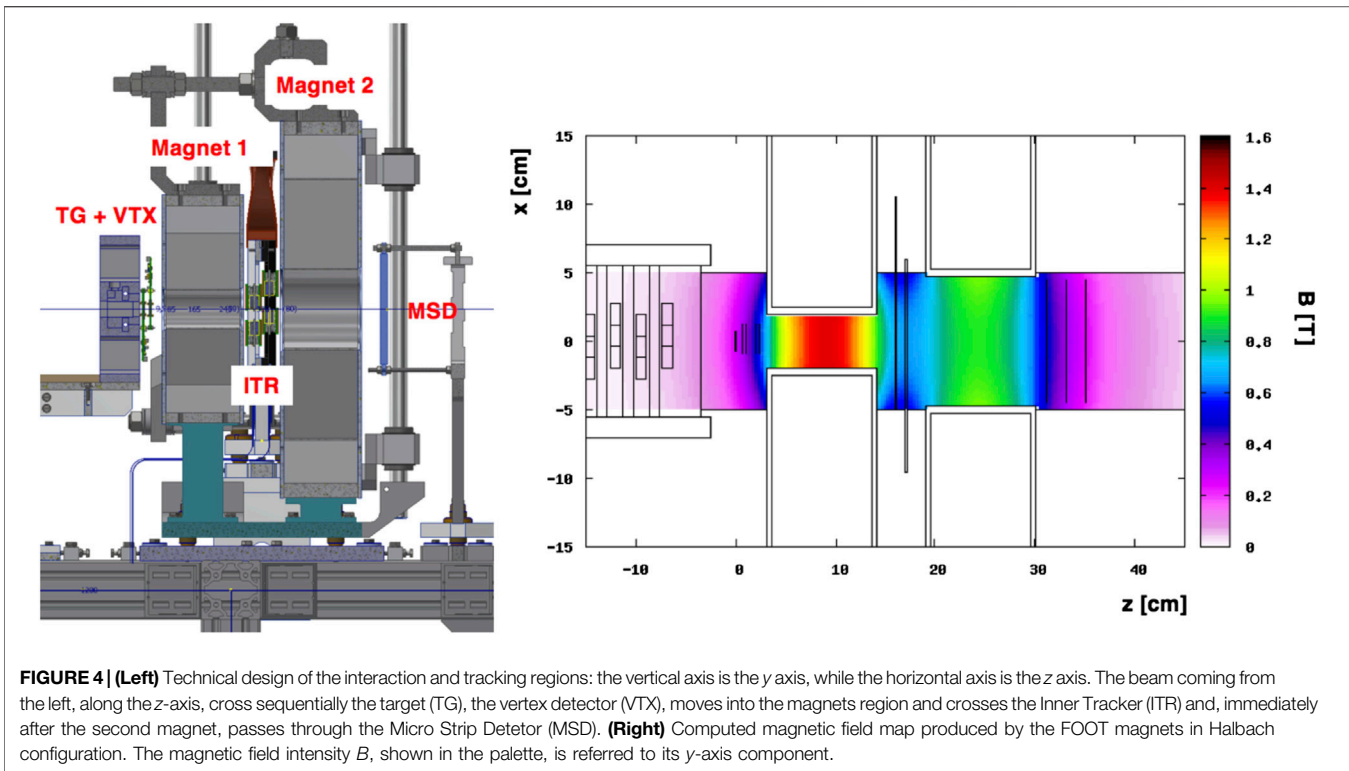 Magnet 2
Magnet 1
TG + VTX
MSD
ITR
1200
x [cm]
15
10
5
0
-5
-10
-15
-10
0
10
20
30
40
z [cm]
1.6
1.4
1.2
1
0.8
0.6
0.4
0.2
0
B [T]
FIGURE 4 | (Left) Technical design of the interaction and tracking regions: the vertical axis is the y axis, while the horizontal axis is the z axis. The beam coming from
the left, along the z-axis, cross sequentially the target (TG), the vertex detector (VTX), moves into the magnets region and crosses the Inner Tracker (ITR) and, immediately
after the second magnet, passes through the Micro Strip Detetor (MSD). (Right) Computed magnetic field map produced by the FOOT magnets in Halbach
configuration. The magnetic field intensity B, shown in the palette, is referred to its y-axis component.